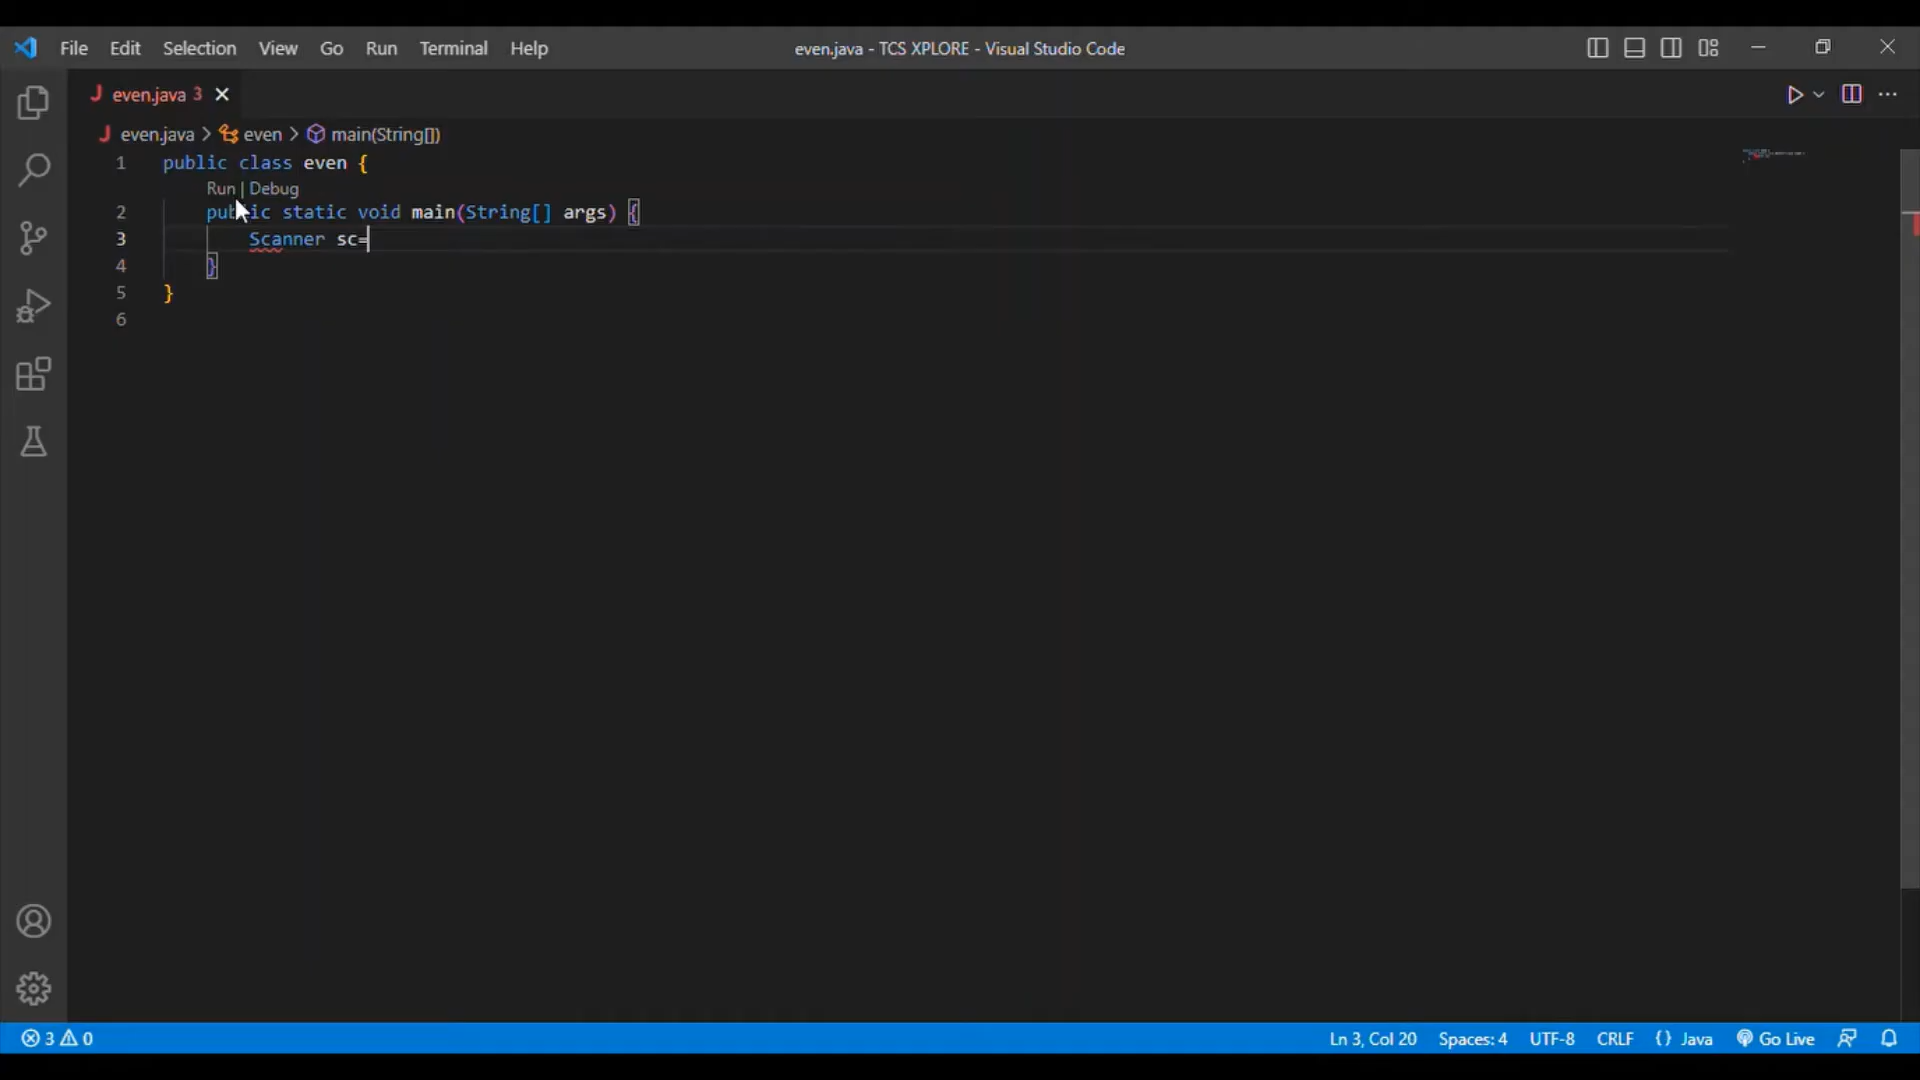 File Edit Selection View Go Run Terminal Help even.java - TCS XPLORE - Visual Studio Code
J even.java 3
J even.java > even > main(String[])
1 public class even {
Run | Debug
2 public static void main(String[] args) {
3 Scanner sc=
4 }
5 }
6
3 0 Ln 3, Col 20 Spaces: 4 UTF-8 CRLF {} Java Go Live